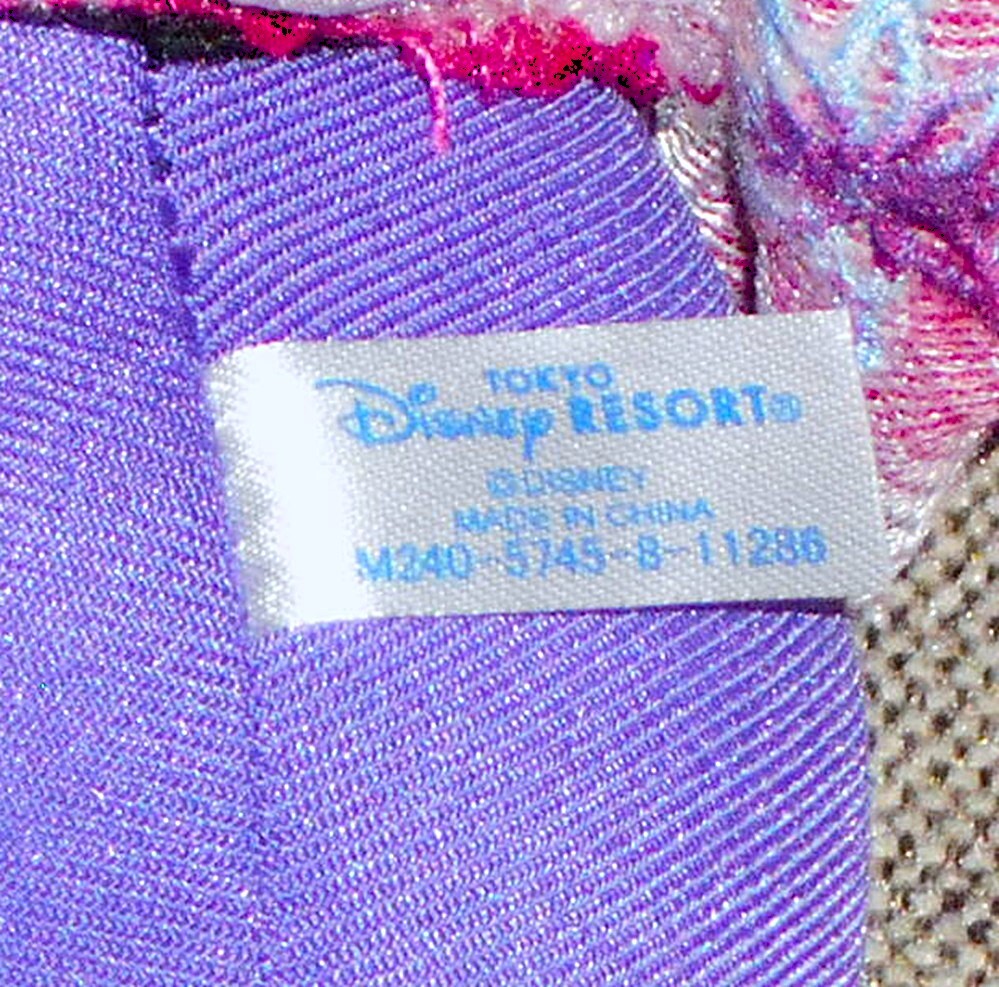 TOKYO
Disney RESORT®
©DISNEY
MADE IN CHINA
M240-5745-8-11286